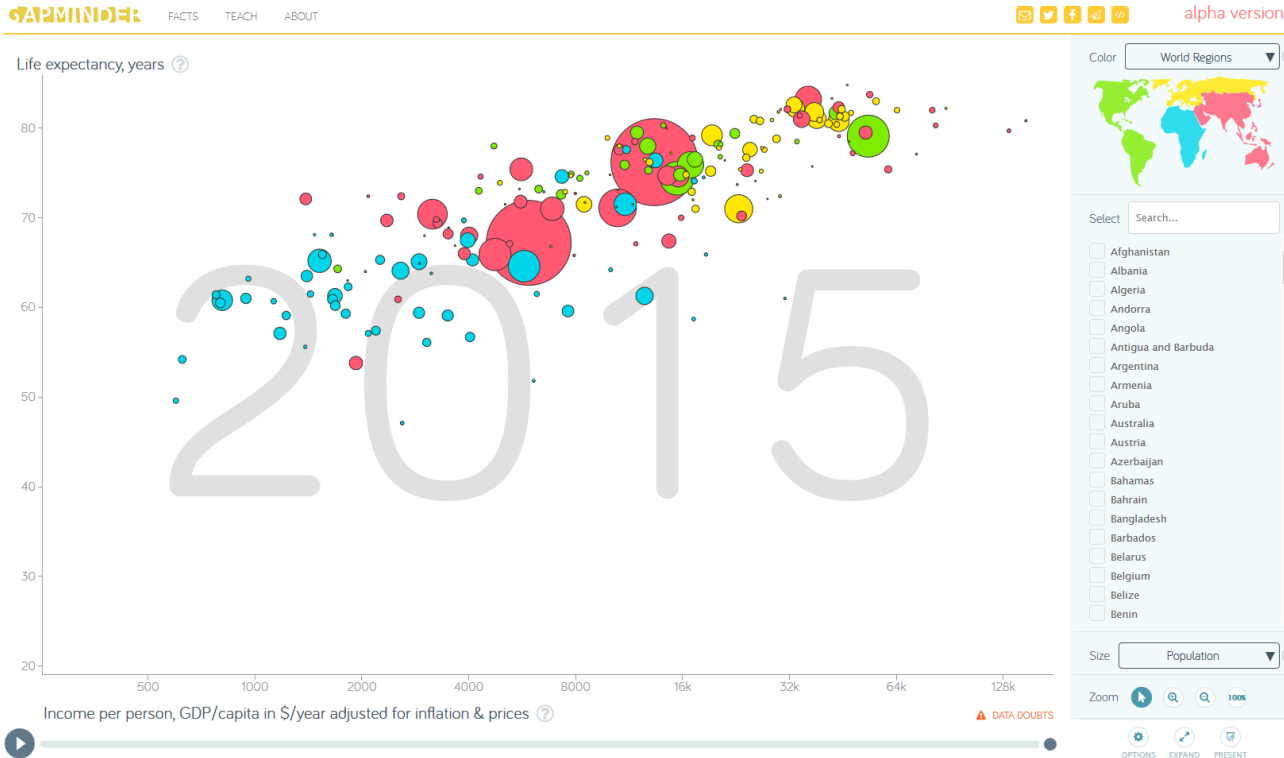 GAPMINDER FACTS TEACH ABOUT alpha version
Life expectancy, years ?
Color World Regions ▼
80
70
60
50
40
30
20
2015
500 1000 2000 4000 8000 16k 32k 64k 128k
Income per person, GDP/capita in $/year adjusted for inflation & prices ?
DATA DOUBTS
Select Search...
Afghanistan
Albania
Algeria
Andorra
Angola
Antigua and Barbuda
Argentina
Armenia
Aruba
Australia
Austria
Azerbaijan
Bahamas
Bahrain
Bangladesh
Barbados
Belarus
Belgium
Belize
Benin
Size Population ▼
Zoom 100%
OPTIONS EXPAND PRESENT